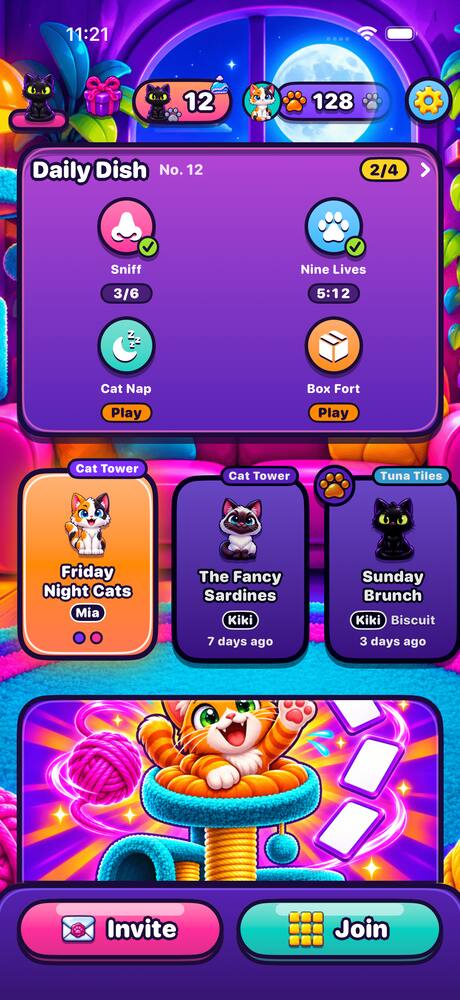 11:21
12
128
Daily Dish No. 12 2/4
Sniff
3/6
Nine Lives
5:12
z z z
Cat Nap
Play
Box Fort
Play
Cat Tower
Friday
Night Cats
Mia
Cat Tower
The Fancy
Sardines
Kiki
7 days ago
Tuna Tiles
Sunday
Brunch
Kiki Biscuit
3 days ago
Invite
Join